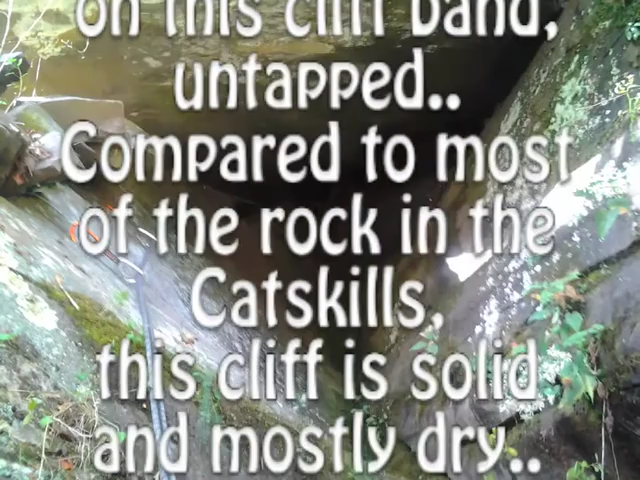 on this cliff band,
untapped..
Compared to most
of the rock in the
Catskills,
this cliff is solid
and mostly dry..